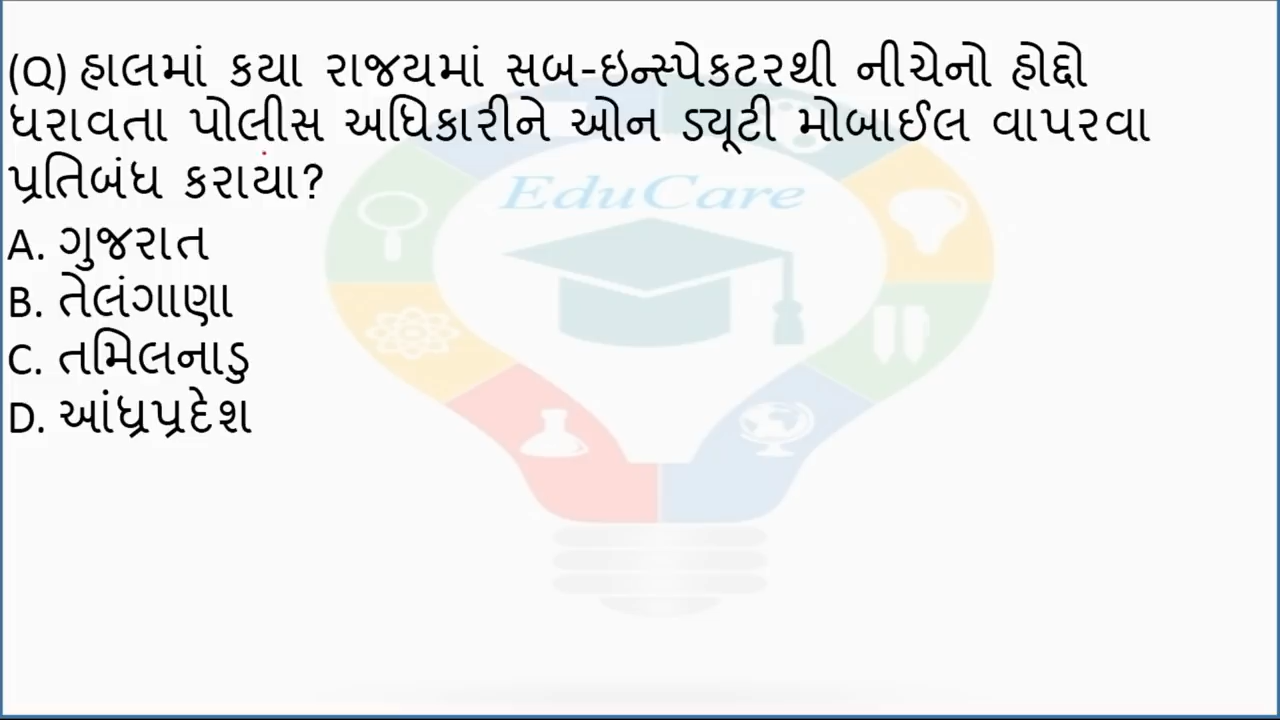 (Q) હાલમાં કયા રાજયમાં સબ-ઇન્સ્પેકટરથી નીચેનો હોદ્દો
ધરાવતા પોલીસ અધિકારીને ઓન ડ્યૂટી મોબાઈલ વાપરવા
પ્રતિબંધ કરાયા?
EduCare
A. ગુજરાત
B. તેલંગાણા
C. તમિલનાડુ
D. આંધ્રપ્રદેશ